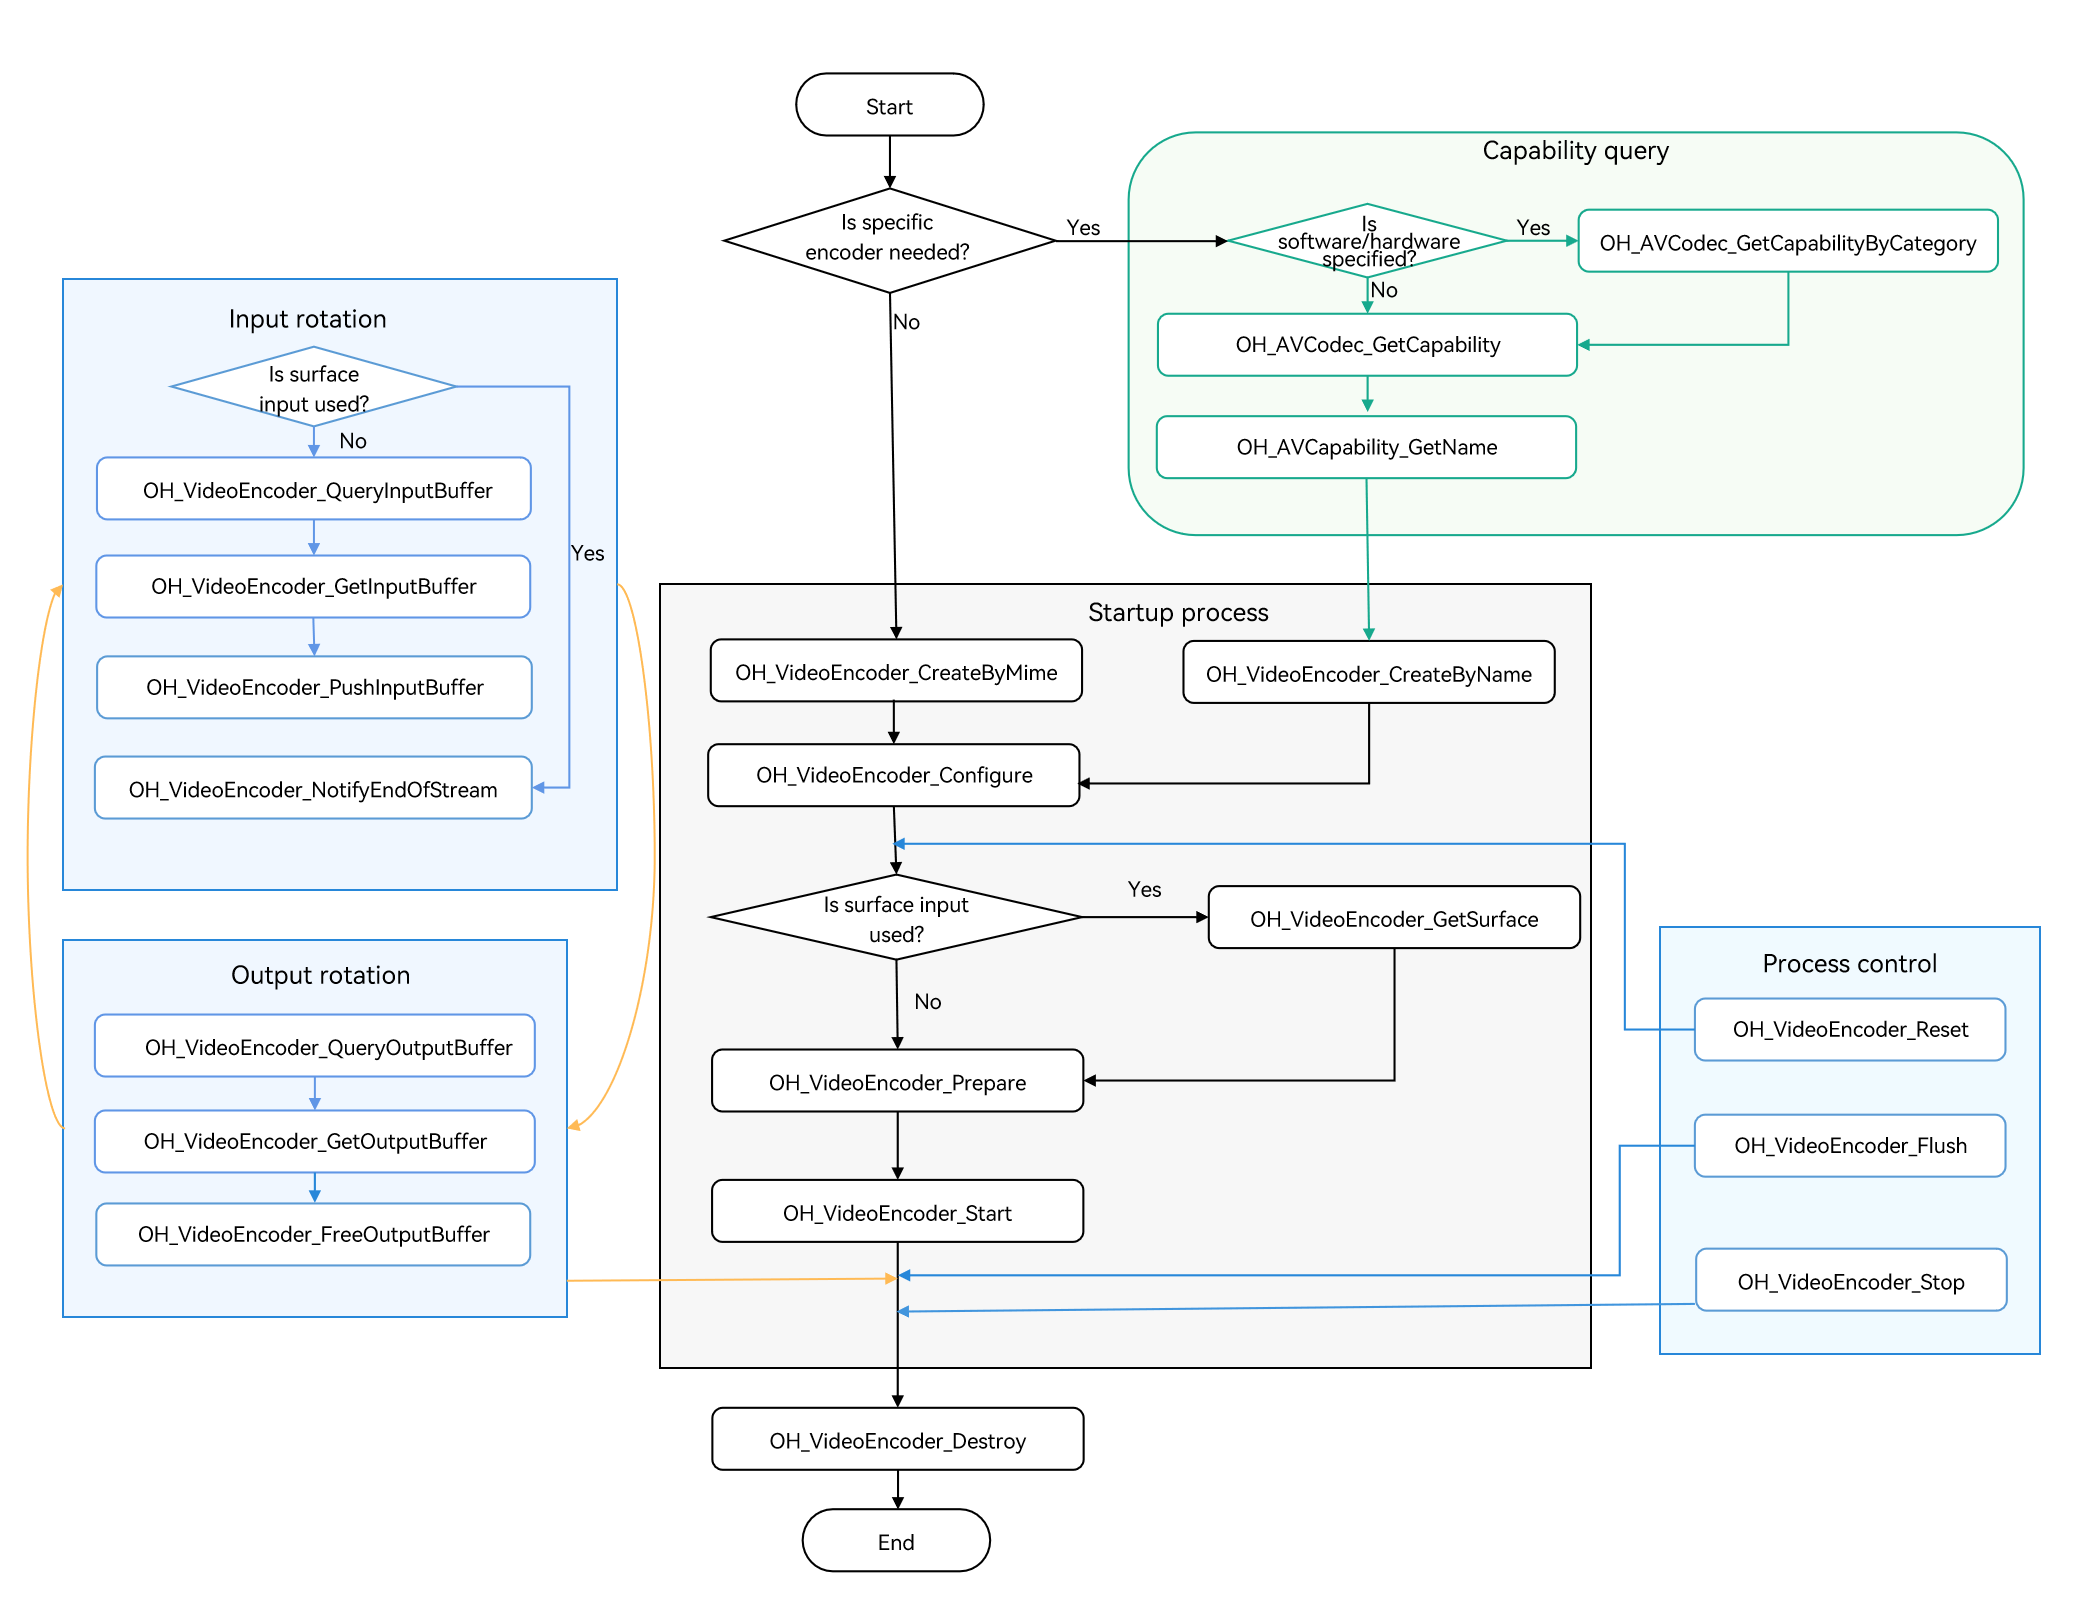 Start
Is specific
encoder needed?
Yes
No
Capability query
Is
software/hardware
specified?
Yes
OH_AVCodec_GetCapabilityByCategory
No
OH_AVCodec_GetCapability
OH_AVCapability_GetName
Input rotation
Is surface
input used?
No
Yes
OH_VideoEncoder_QueryInputBuffer
OH_VideoEncoder_GetInputBuffer
OH_VideoEncoder_PushInputBuffer
OH_VideoEncoder_NotifyEndOfStream
Output rotation
OH_VideoEncoder_QueryOutputBuffer
OH_VideoEncoder_GetOutputBuffer
OH_VideoEncoder_FreeOutputBuffer
Startup process
OH_VideoEncoder_CreateByMime
OH_VideoEncoder_CreateByName
OH_VideoEncoder_Configure
Is surface input
used?
Yes
OH_VideoEncoder_GetSurface
No
OH_VideoEncoder_Prepare
OH_VideoEncoder_Start
Process control
OH_VideoEncoder_Reset
OH_VideoEncoder_Flush
OH_VideoEncoder_Stop
OH_VideoEncoder_Destroy
End